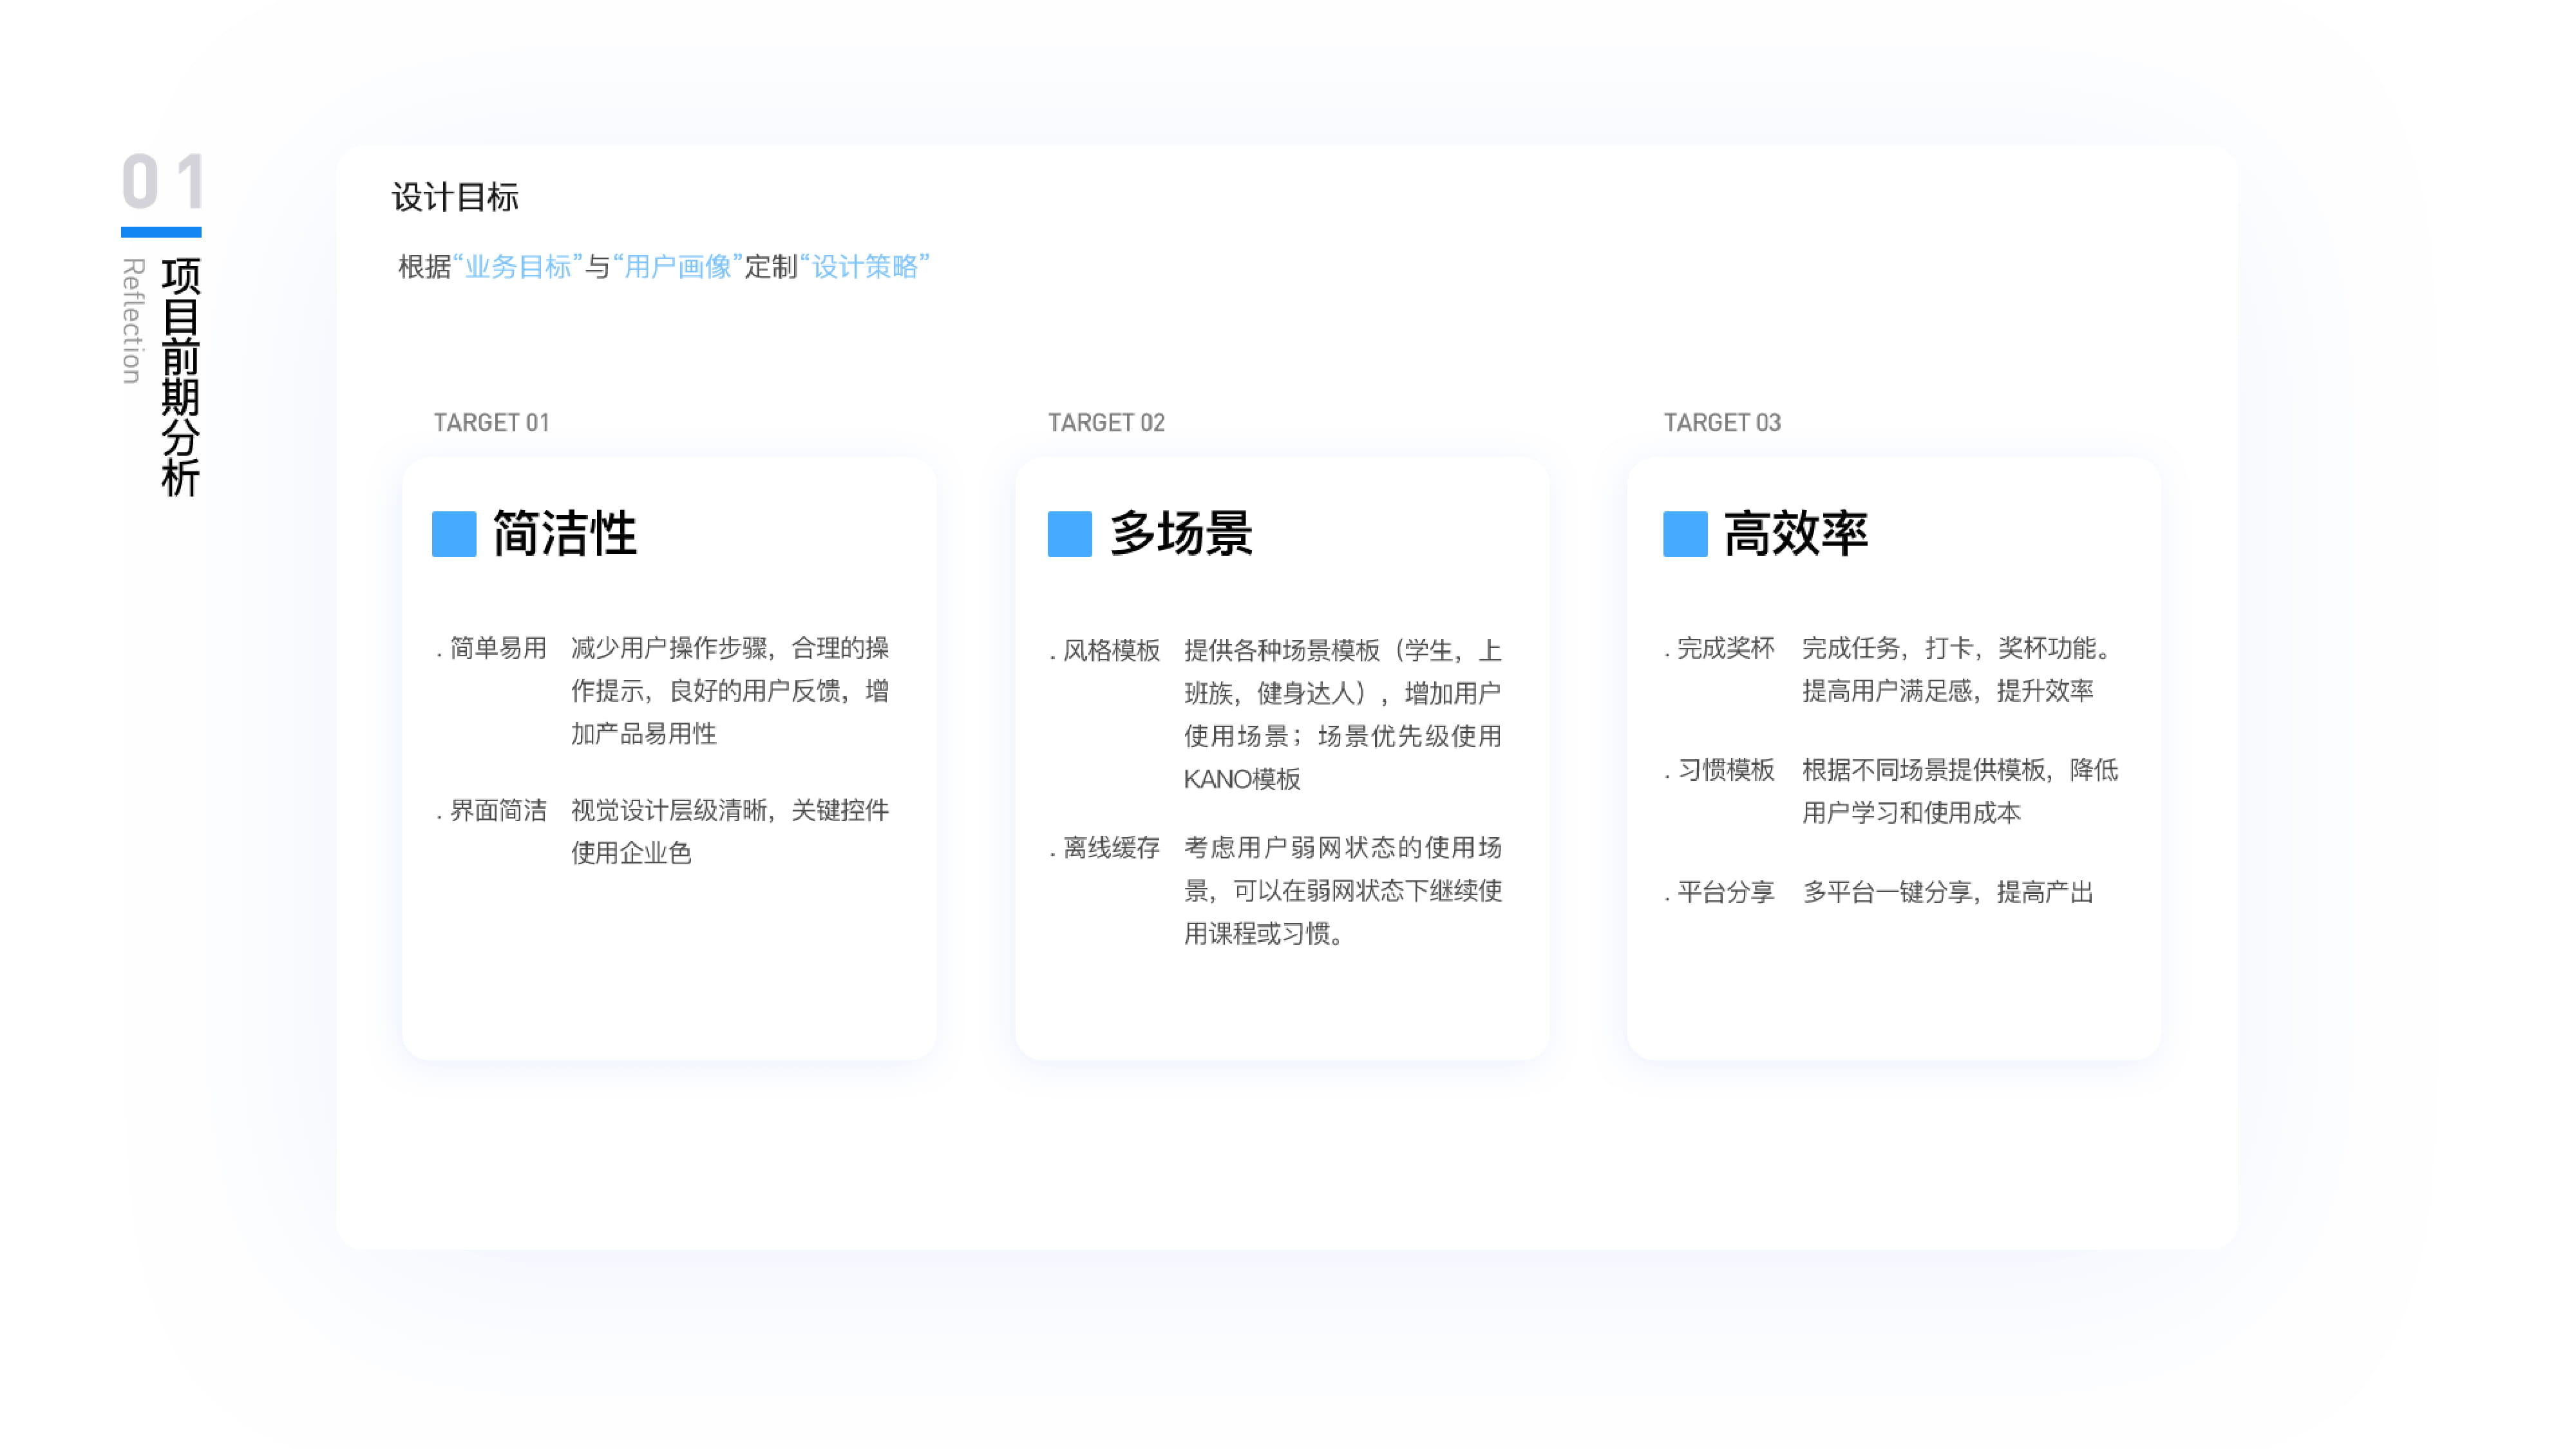 01
项目前期分析
Reflection
设计目标
根据“业务目标”与“用户画像”定制“设计策略”
TARGET 01
简洁性
. 简单易用 减少用户操作步骤，合理的操
作提示，良好的用户反馈，增
加产品易用性
. 界面简洁 视觉设计层级清晰，关键控件
使用企业色
TARGET 02
多场景
. 风格模板 提供各种场景模板（学生，上
班族，健身达人），增加用户
使用场景；场景优先级使用
KANO模板
. 离线缓存 考虑用户弱网状态的使用场
景，可以在弱网状态下继续使
用课程或习惯。
TARGET 03
高效率
. 完成奖杯 完成任务，打卡，奖杯功能。
提高用户满足感，提升效率
. 习惯模板 根据不同场景提供模板，降低
用户学习和使用成本
. 平台分享 多平台一键分享，提高产出